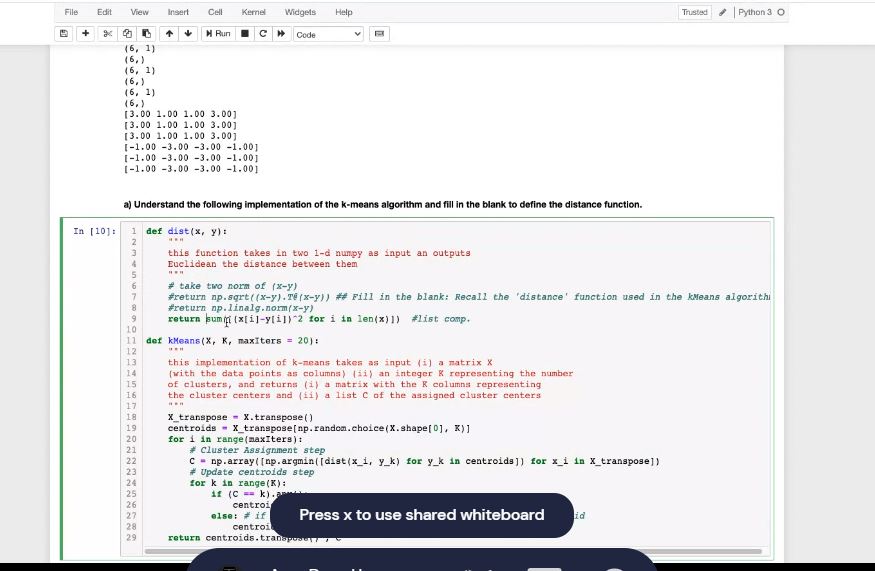 File Edit View Insert Cell Kernel Widgets Help Trusted Python 3
Run Code
(6, 1)
(6,)
(6, 1)
(6,)
(6, 1)
(6,)
[3.00 1.00 1.00 3.00]
[3.00 1.00 1.00 3.00]
[3.00 1.00 1.00 3.00]
[-1.00 -3.00 -3.00 -1.00]
[-1.00 -3.00 -3.00 -1.00]
[-1.00 -3.00 -3.00 -1.00]
a) Understand the following implementation of the k-means algorithm and fill in the blank to define the distance function.
In [10]: 1 def dist(x, y):
2 """
3 this function takes in two 1-d numpy as input an outputs
4 Euclidean the distance between them
5 """
6 # take two norm of (x-y)
7 #return np.sqrt((x-y).T@(x-y)) ## Fill in the blank: Recall the 'distance' function used in the kMeans algorith
8 #return np.linalg.norm(x-y)
9 return sum([(x[i]-y[i])^2 for i in len(x)]) #list comp.
10
11 def kMeans(X, K, maxIters = 20):
12 """
13 this implementation of k-means takes as input (i) a matrix X
14 (with the data points as columns) (ii) an integer K representing the number
15 of clusters, and returns (i) a matrix with the K columns representing
16 the cluster centers and (ii) a list C of the assigned cluster centers
17 """
18 X_transpose = X.transpose()
19 centroids = X_transpose[np.random.choice(X.shape[0], K)]
20 for i in range(maxIters):
21 # Cluster Assignment step
22 C = np.array([np.argmin([dist(x_i, y_k) for y_k in centroids]) for x_i in X_transpose])
23 # Update centroids step
24 for k in range(K):
25 if (C == k).any():
26 centroi
27 else: # if id
28 centroi
29 return centroids.transpose() , C
Press x to use shared whiteboard